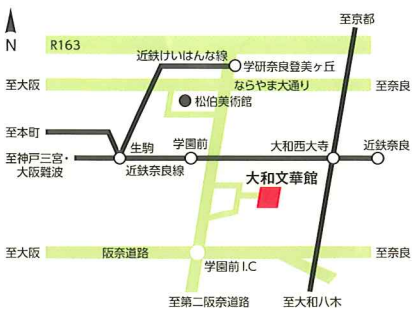 至京都
N
R163
近鉄けいはんな線
学研奈良登美ヶ丘
至大阪
ならやま大通り
至奈良
松伯美術館
至本町
生駒
学園前
大和西大寺
近鉄奈良
至神戸三宮・
大阪難波
近鉄奈良線
大和文華館
至大阪
阪奈道路
至奈良
学園前I.C
至第二阪奈道路
至大和八木